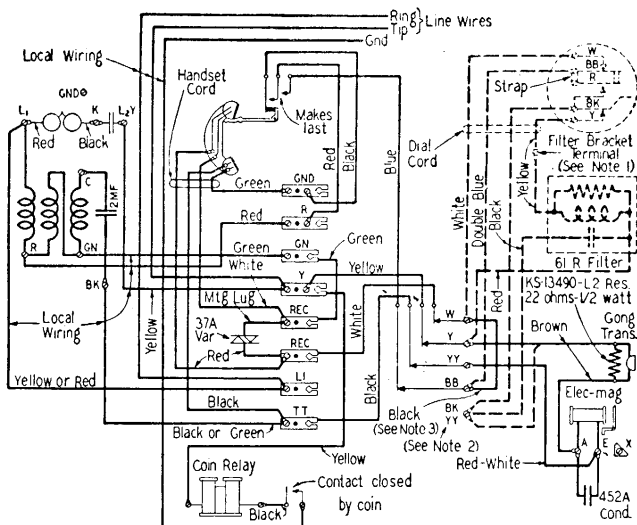 Ring
Tip
Line Wires
Gnd
Local Wiring
GND⊕
L1
K
L2Y
Red
Black
Handset
Cord
Makes
last
Strap
W
BB
R
BK
Y
Dial
Cord
Filter Bracket
Terminal
(See Note 1)
Yellow
White
Double Blue
Black
Blue
Red
Black
C
2MF
R
GN
BK
Local
Wiring
Green
GND
Red
R
Green
GN
Green
White
Y
Yellow
Mtg Lug
REC
37A
Var
REC
Red
White
Yellow
Yellow or Red
L1
Black
TT
Black or Green
Black
61 R Filter
KS-13490-L2 Res.
22 ohms-1/2 watt
Red
Gong
Trans.
Brown
W
Y
YY
BB
BK
YY
Black
(See Note 3)
(See Note 2)
Elec-mag
A
E
X
Red-White
452A
Cond.
Yellow
Coin Relay
Black
Contact closed
by coin